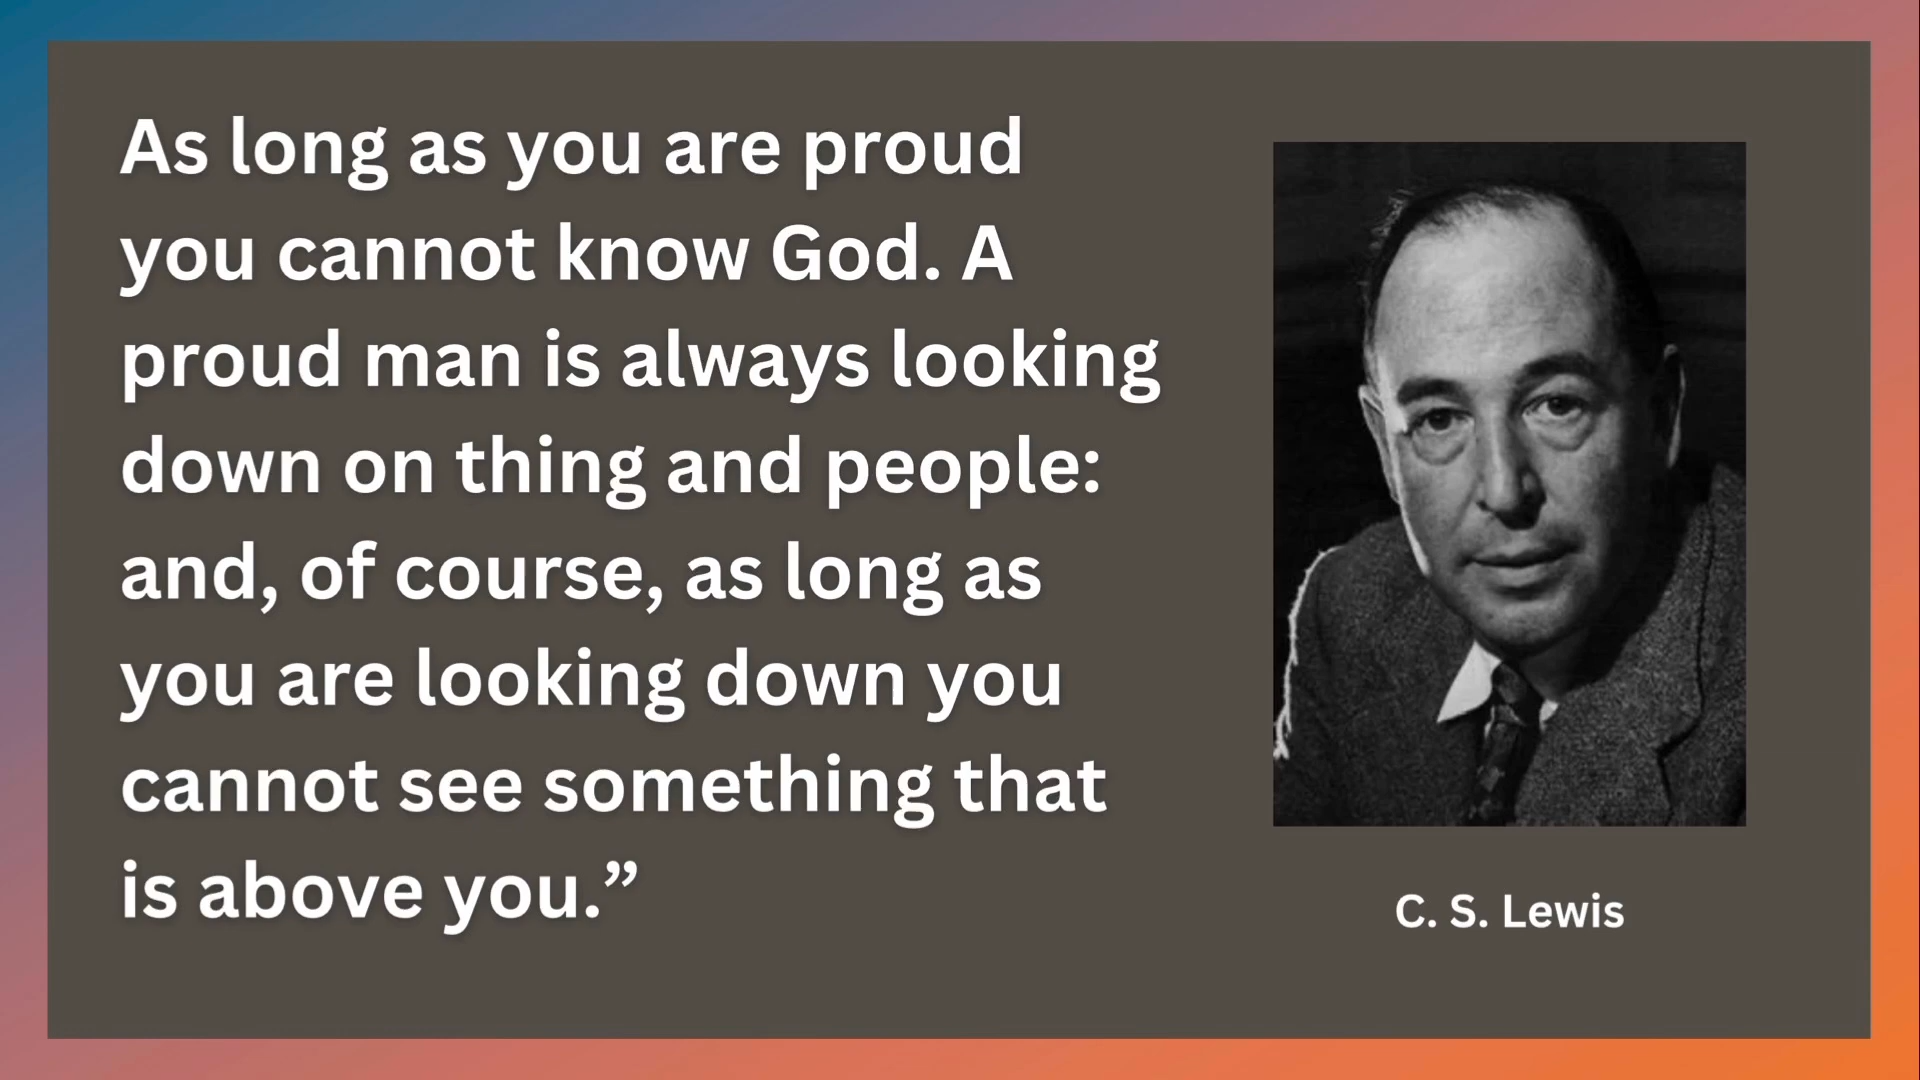 As long as you are proud
you cannot know God. A
proud man is always looking
down on thing and people:
and, of course, as long as
you are looking down you
cannot see something that
is above you.”
C. S. Lewis